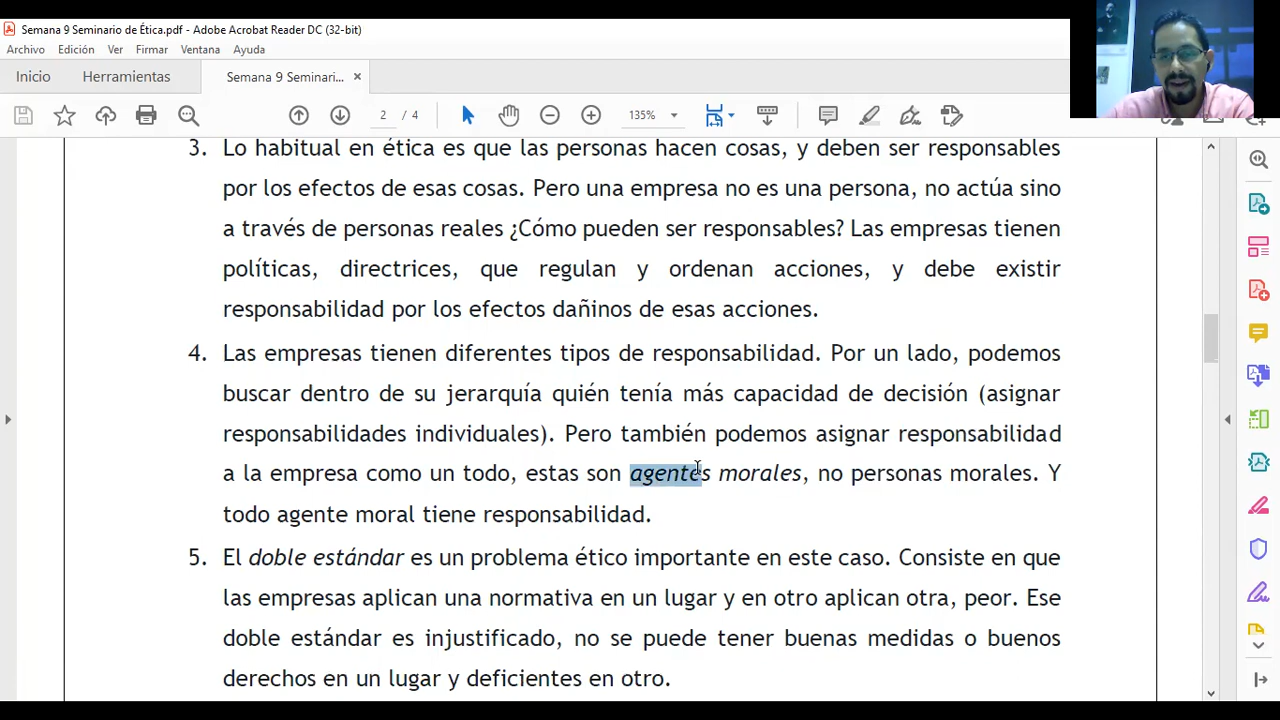 Semana 9 Seminario de Ética.pdf - Adobe Acrobat Reader DC (32-bit)
Archivo Edición Ver Firmar Ventana Ayuda
Inicio Herramientas Semana 9 Seminari... ×
2 / 4 135%
3. Lo habitual en ética es que las personas hacen cosas, y deben ser responsables
por los efectos de esas cosas. Pero una empresa no es una persona, no actúa sino
a través de personas reales ¿Cómo pueden ser responsables? Las empresas tienen
políticas, directrices, que regulan y ordenan acciones, y debe existir
responsabilidad por los efectos dañinos de esas acciones.
4. Las empresas tienen diferentes tipos de responsabilidad. Por un lado, podemos
buscar dentro de su jerarquía quién tenía más capacidad de decisión (asignar
responsabilidades individuales). Pero también podemos asignar responsabilidad
a la empresa como un todo, estas son agentes morales, no personas morales. Y
todo agente moral tiene responsabilidad.
5. El doble estándar es un problema ético importante en este caso. Consiste en que
las empresas aplican una normativa en un lugar y en otro aplican otra, peor. Ese
doble estándar es injustificado, no se puede tener buenas medidas o buenos
derechos en un lugar y deficientes en otro.